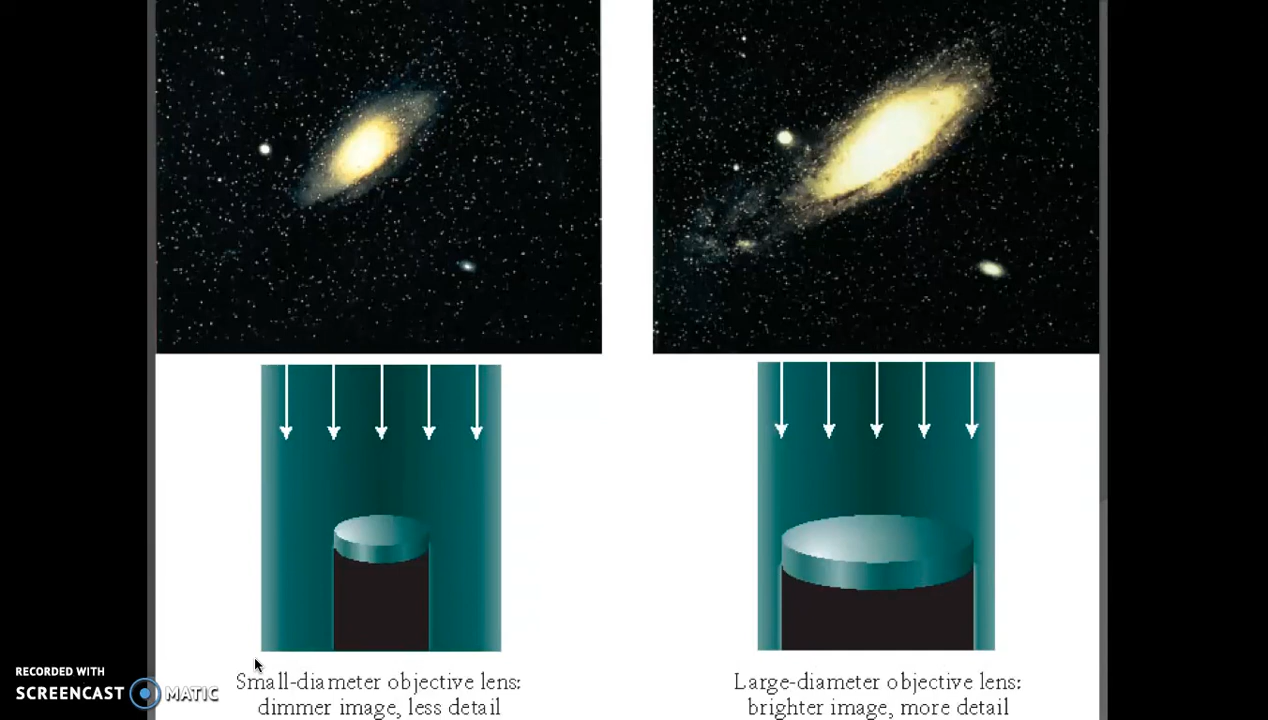 RECORDED WITH
SCREENCAST MATIC
Small-diameter objective lens:
dimmer image, less detail
Large-diameter objective lens:
brighter image, more detail